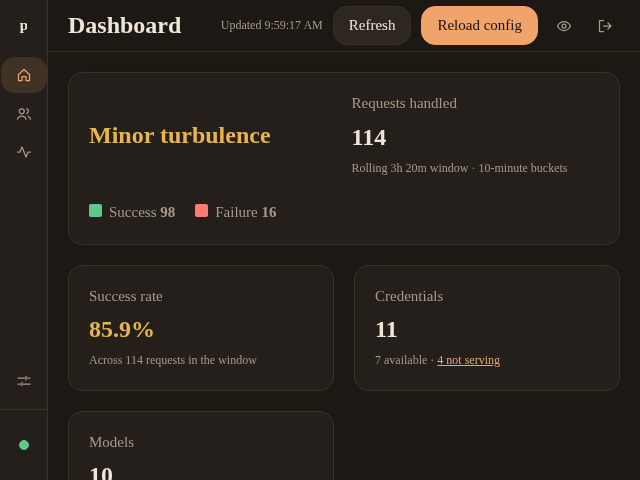 p
Dashboard
Updated 9:59:17 AM
Refresh
Reload config
Minor turbulence
Requests handled
114
Rolling 3h 20m window · 10-minute buckets
Success 98
Failure 16
Success rate
85.9%
Across 114 requests in the window
Credentials
11
7 available · 4 not serving
Models
10